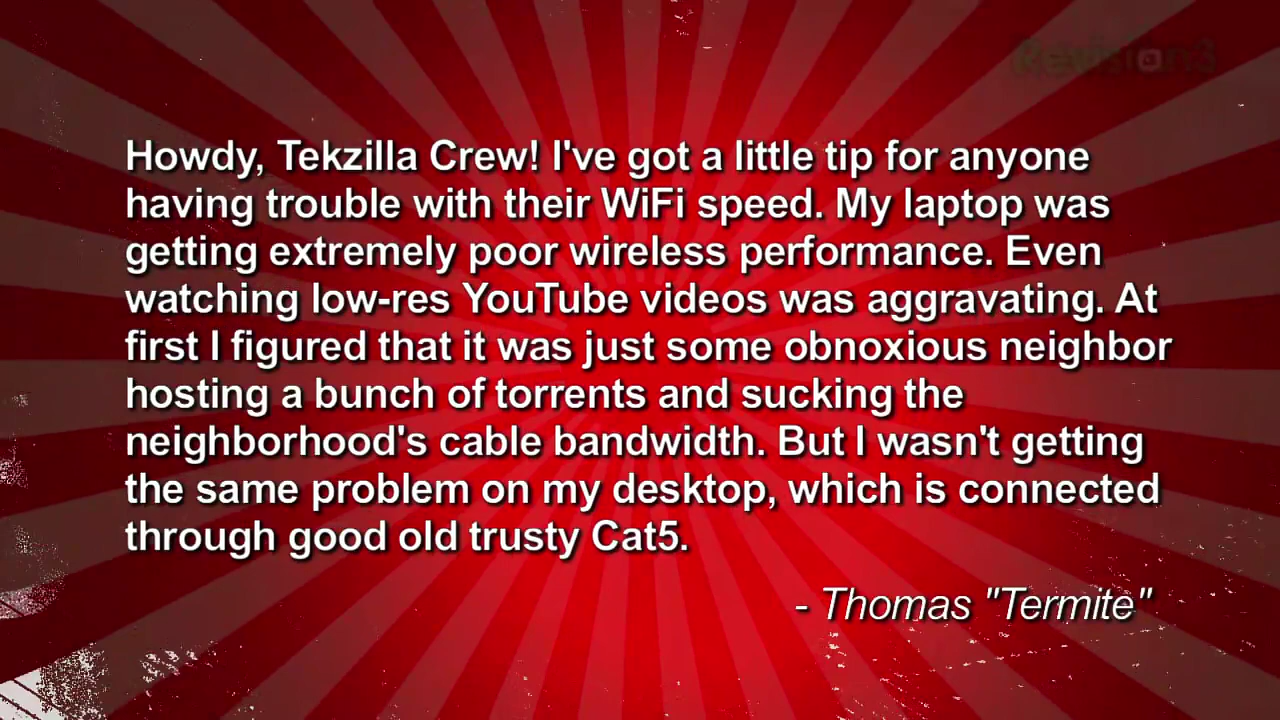 Revision3
Howdy, Tekzilla Crew! I've got a little tip for anyone
having trouble with their WiFi speed. My laptop was
getting extremely poor wireless performance. Even
watching low-res YouTube videos was aggravating. At
first I figured that it was just some obnoxious neighbor
hosting a bunch of torrents and sucking the
neighborhood's cable bandwidth. But I wasn't getting
the same problem on my desktop, which is connected
through good old trusty Cat5.
- Thomas "Termite"